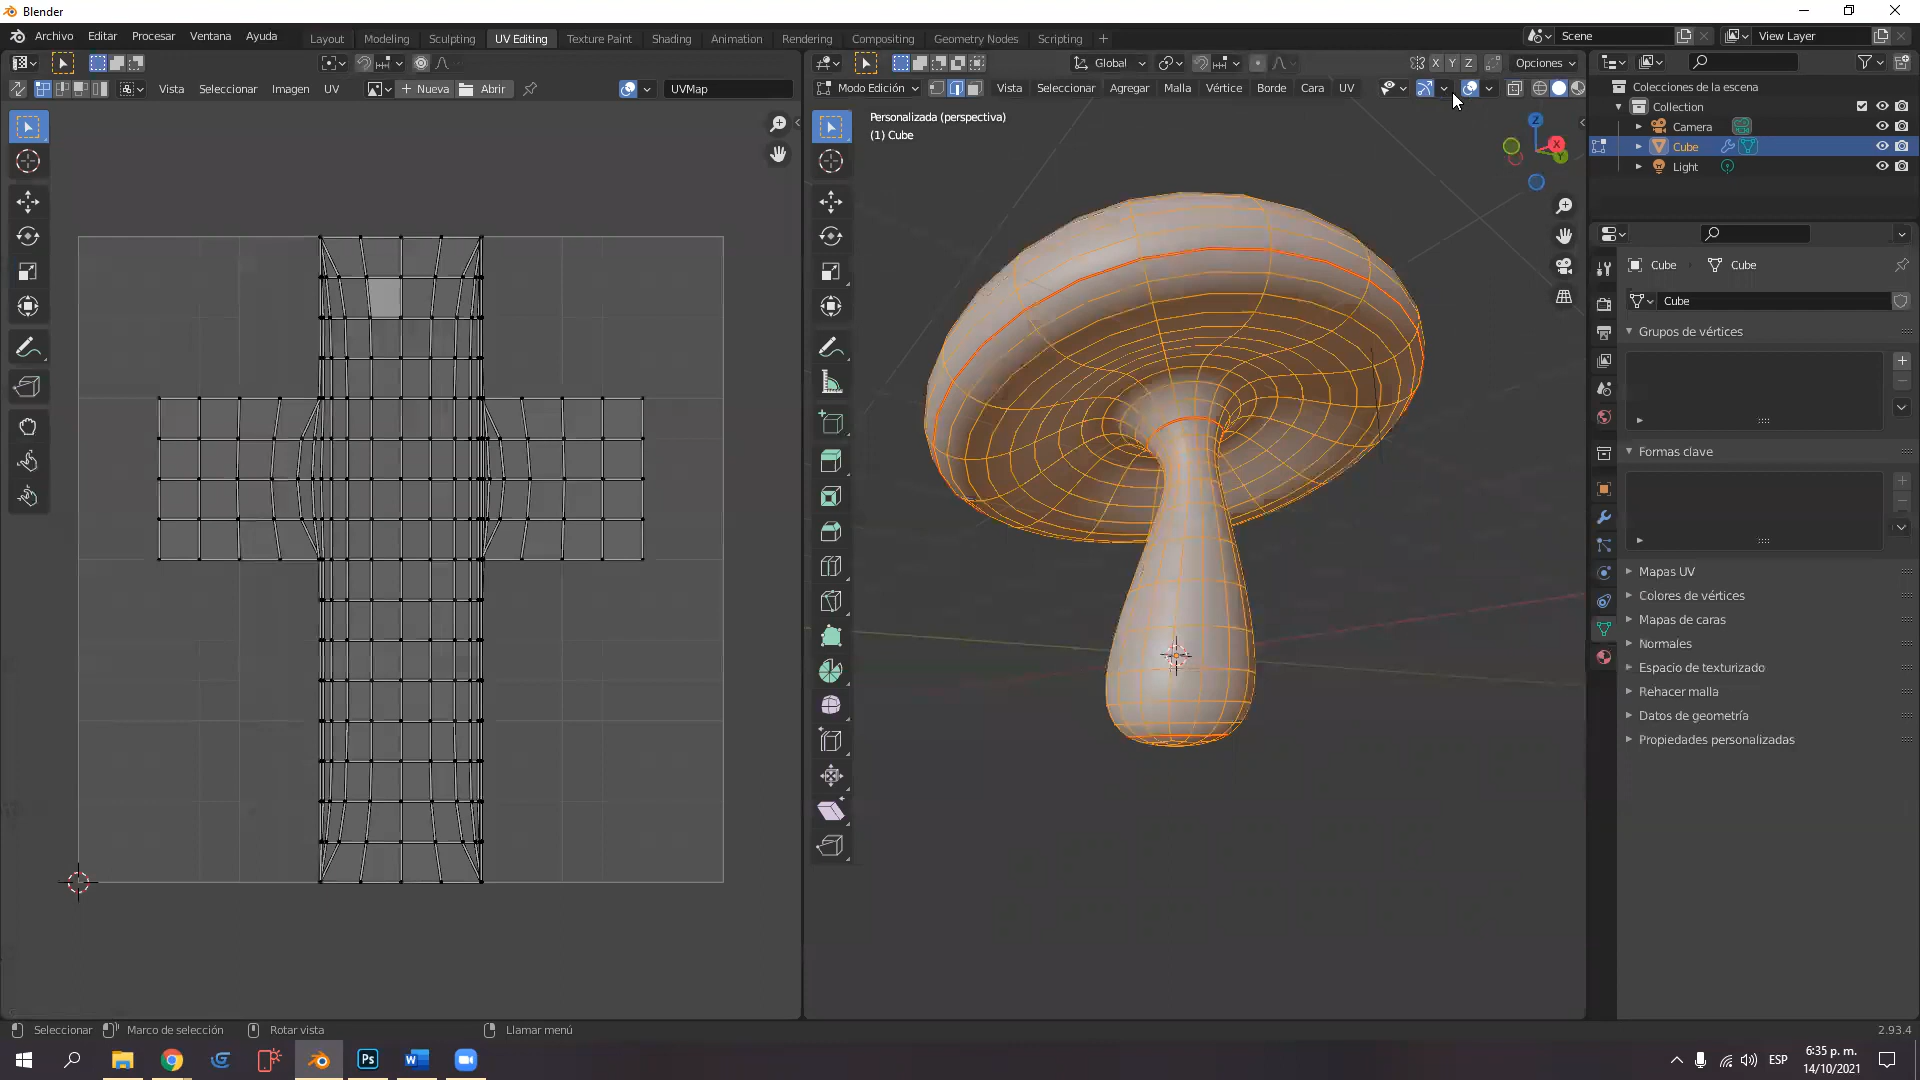 Blender
Archivo Editar Procesar Ventana Ayuda Layout Modeling Sculpting UV Editing Texture Paint Shading Animation Rendering Compositing Geometry Nodes Scripting + Scene View Layer
Global X Y Z Opciones
Vista Seleccionar Imagen UV + Nueva Abrir UVMap Modo Edición Vista Seleccionar Agregar Malla Vértice Borde Cara UV
Colecciones de la escena
Collection
Camera
Cube
Light
Personalizada (perspectiva)
(1) Cube
Z
X
Y
Cube Cube
Cube
Grupos de vértices
Formas clave
Mapas UV
Colores de vértices
Mapas de caras
Normales
Espacio de texturizado
Rehacer malla
Datos de geometría
Propiedades personalizadas
Seleccionar Marco de selección Rotar vista Llamar menú 2.93.4
Ps W ESP 6:35 p. m.
14/10/2021